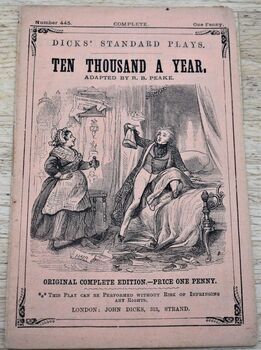 Number 445. COMPLETE. One Penny.
DICKS' STANDARD PLAYS.
TEN THOUSAND A YEAR.
ADAPTED BY R. B. PEAKE.
ORIGINAL COMPLETE EDITION.—PRICE ONE PENNY.
*** THIS PLAY CAN BE PERFORMED WITHOUT RISK OF INFRINGING
ANY RIGHTS.
LONDON: JOHN DICKS, 313, STRAND.